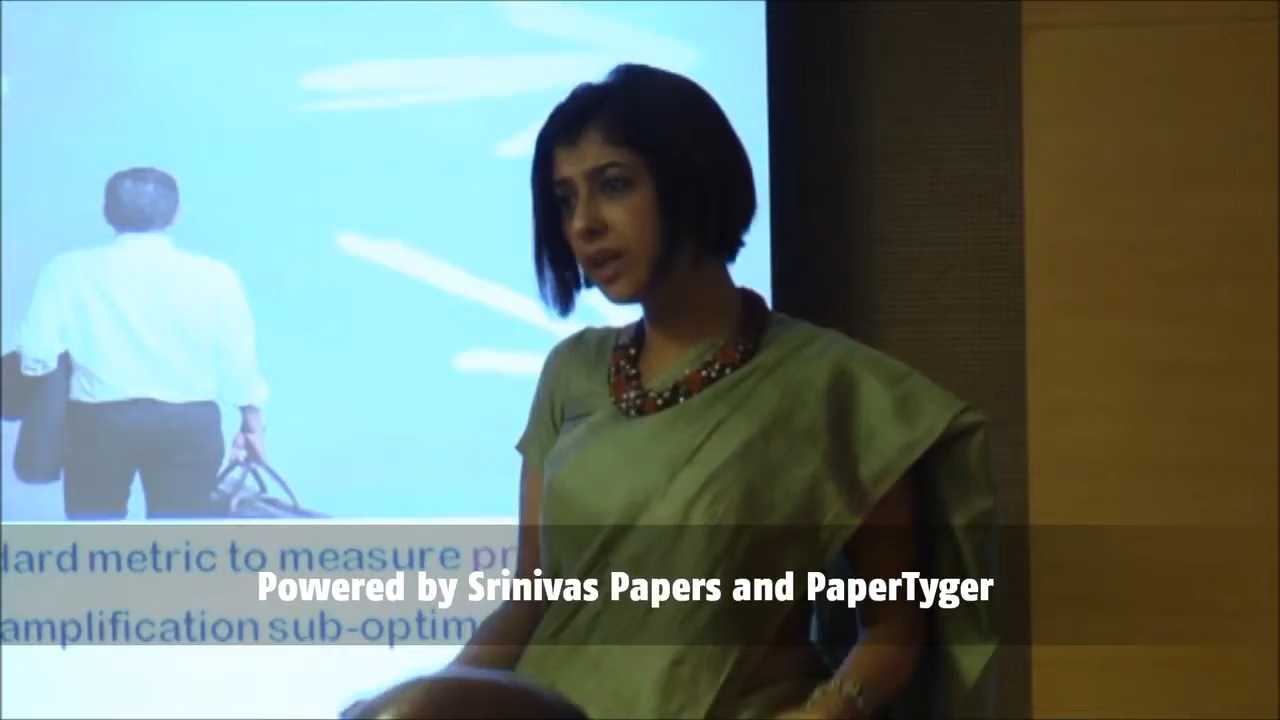 dard metric to measure pr
Powered by Srinivas Papers and PaperTyger
amplification sub-optim